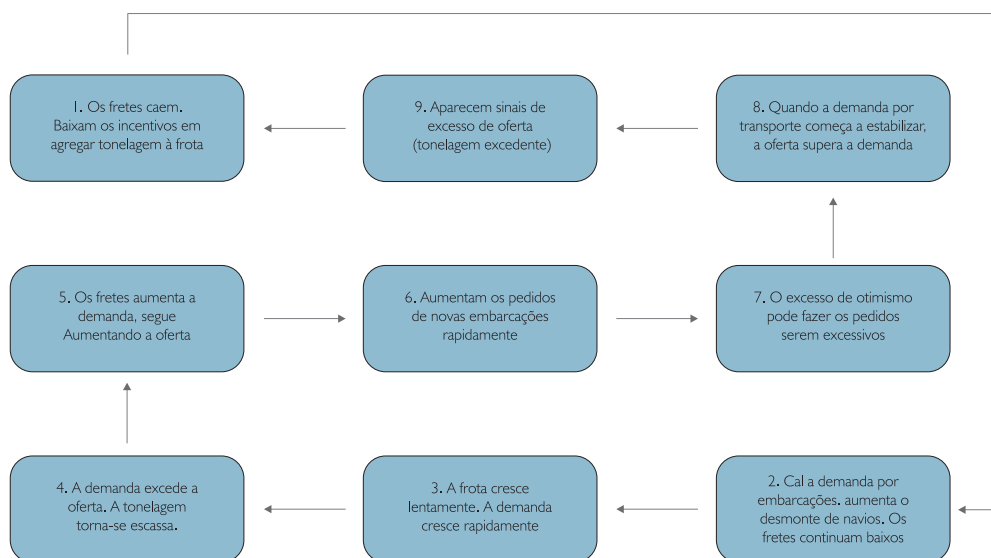 1. Os fretes caem.
Baixam os incentivos em
agregar tonelagem à frota
9. Aparecem sinais de
excesso de oferta
(tonelagem excedente)
8. Quando a demanda por
transporte começa a estabilizar,
a oferta supera a demanda
5. Os fretes aumenta a
demanda, segue
Aumentando a oferta
6. Aumentam os pedidos
de novas embarcações
rapidamente
7. O excesso de otimismo
pode fazer os pedidos
serem excessivos
4. A demanda excede a
oferta. A tonelagem
torna-se escassa.
3. A frota cresce
lentamente. A demanda
cresce rapidamente
2. Cal a demanda por
embarcações. aumenta o
desmonte de navios. Os
fretes continuam baixos